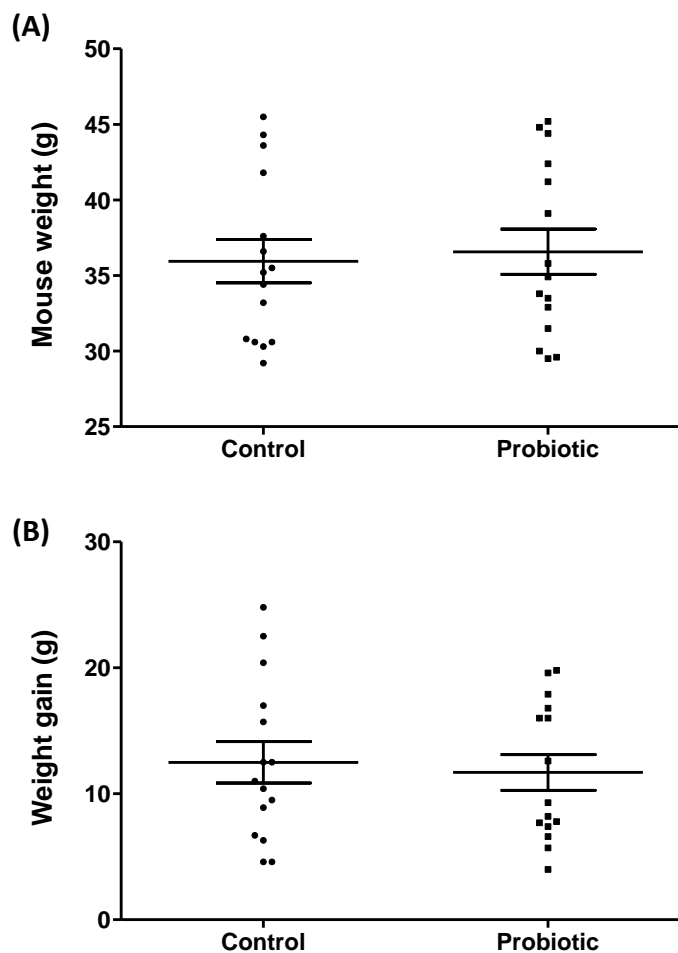 (A)
Mouse weight (g)
50
45
40
35
30
25
Control Probiotic
(B)
Weight gain (g)
30
20
10
0
Control Probiotic